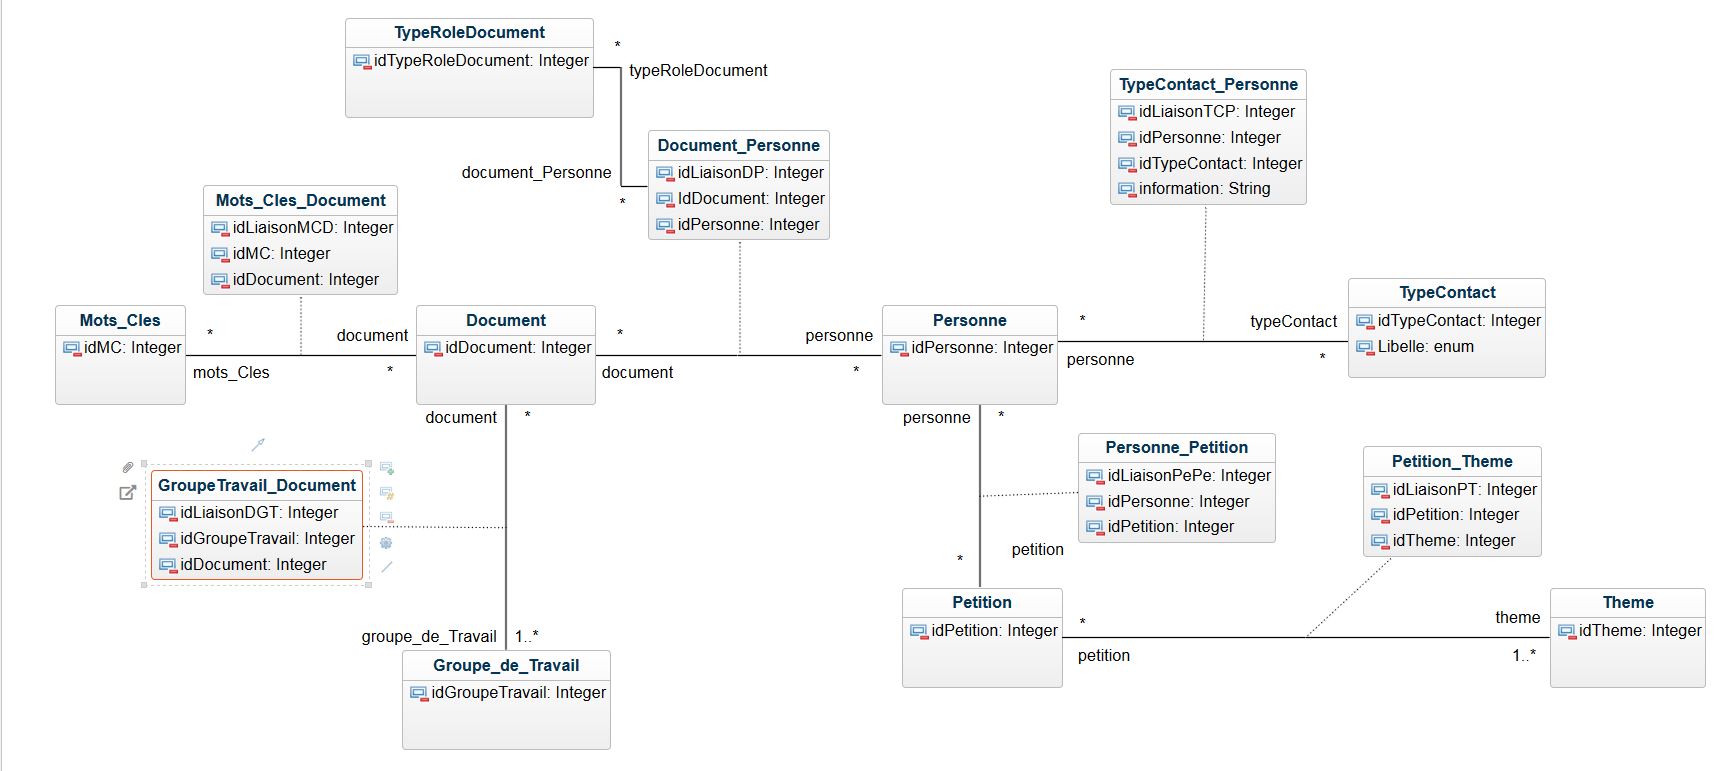 TypeRoleDocument
idTypeRoleDocument: Integer
*
typeRoleDocument
document_Personne
*
Document_Personne
idLiaisonDP: Integer
IdDocument: Integer
idPersonne: Integer
TypeContact_Personne
idLiaisonTCP: Integer
idPersonne: Integer
idTypeContact: Integer
information: String
Mots_Cles_Document
idLiaisonMCD: Integer
idMC: Integer
idDocument: Integer
Mots_Cles
idMC: Integer
*
document
mots_Cles
*
Document
idDocument: Integer
*
personne
document
*
Personne
idPersonne: Integer
*
typeContact
personne
*
TypeContact
idTypeContact: Integer
Libelle: enum
document
*
personne
*
GroupeTravail_Document
idLiaisonDGT: Integer
idGroupeTravail: Integer
idDocument: Integer
Personne_Petition
idLiaisonPePe: Integer
idPersonne: Integer
idPetition: Integer
Petition_Theme
idLiaisonPT: Integer
idPetition: Integer
idTheme: Integer
*
petition
groupe_de_Travail
1..*
Groupe_de_Travail
idGroupeTravail: Integer
Petition
idPetition: Integer
*
theme
petition
1..*
Theme
idTheme: Integer